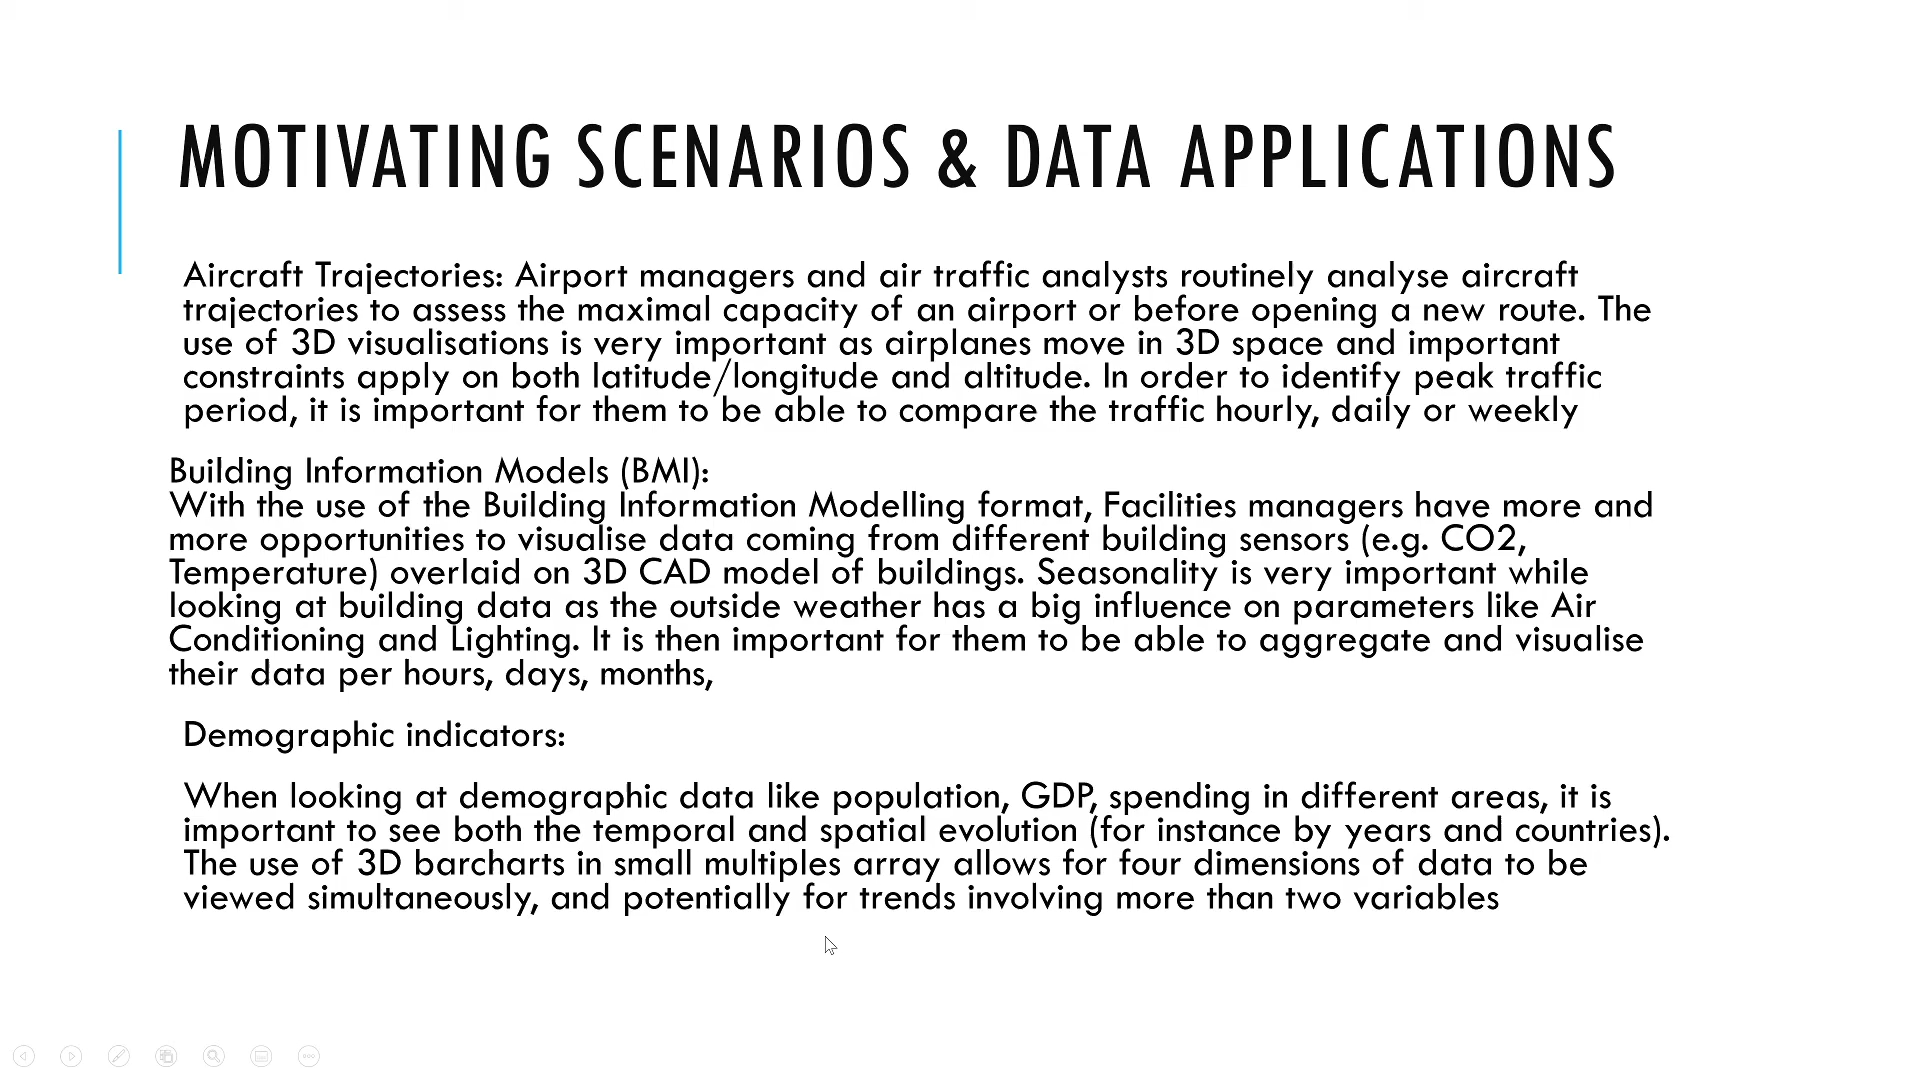 MOTIVATING SCENARIOS & DATA APPLICATIONS
Aircraft Trajectories: Airport managers and air traffic analysts routinely analyse aircraft
trajectories to assess the maximal capacity of an airport or before opening a new route. The
use of 3D visualisations is very important as airplanes move in 3D space and important
constraints apply on both latitude/longitude and altitude. In order to identify peak traffic
period, it is important for them to be able to compare the traffic hourly, daily or weekly
Building Information Models (BMI):
With the use of the Building Information Modelling format, Facilities managers have more and
more opportunities to visualise data coming from different building sensors (e.g. CO2,
Temperature) overlaid on 3D CAD model of buildings. Seasonality is very important while
looking at building data as the outside weather has a big influence on parameters like Air
Conditioning and Lighting. It is then important for them to be able to aggregate and visualise
their data per hours, days, months,
Demographic indicators:
When looking at demographic data like population, GDP, spending in different areas, it is
important to see both the temporal and spatial evolution (for instance by years and countries).
The use of 3D barcharts in small multiples array allows for four dimensions of data to be
viewed simultaneously, and potentially for trends involving more than two variables